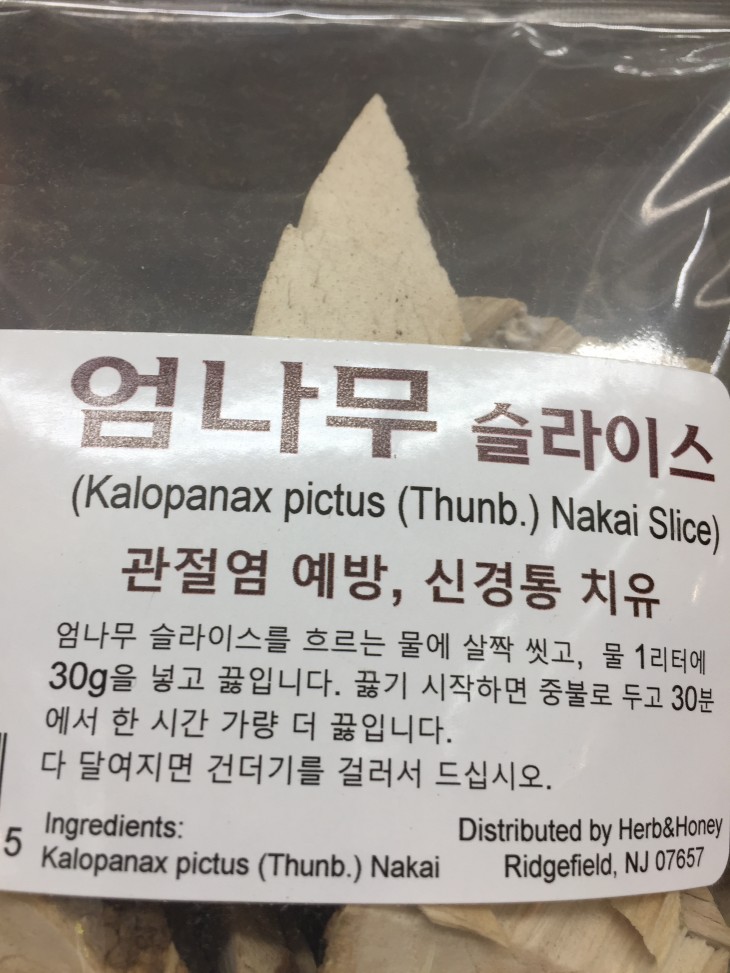 엄나무 슬라이스
(Kalopanax pictus (Thunb.) Nakai Slice)
관절염 예방, 신경통 치유
엄나무 슬라이스를 흐르는 물에 살짝 씻고, 물 1리터에
30g을 넣고 끓입니다. 끓기 시작하면 중불로 두고 30분
에서 한 시간 가량 더 끓입니다.
다 달여지면 건더기를 걸러서 드십시오.
5
Ingredients:
Kalopanax pictus (Thunb.) Nakai
Distributed by Herb&Honey
Ridgefield, NJ 07657